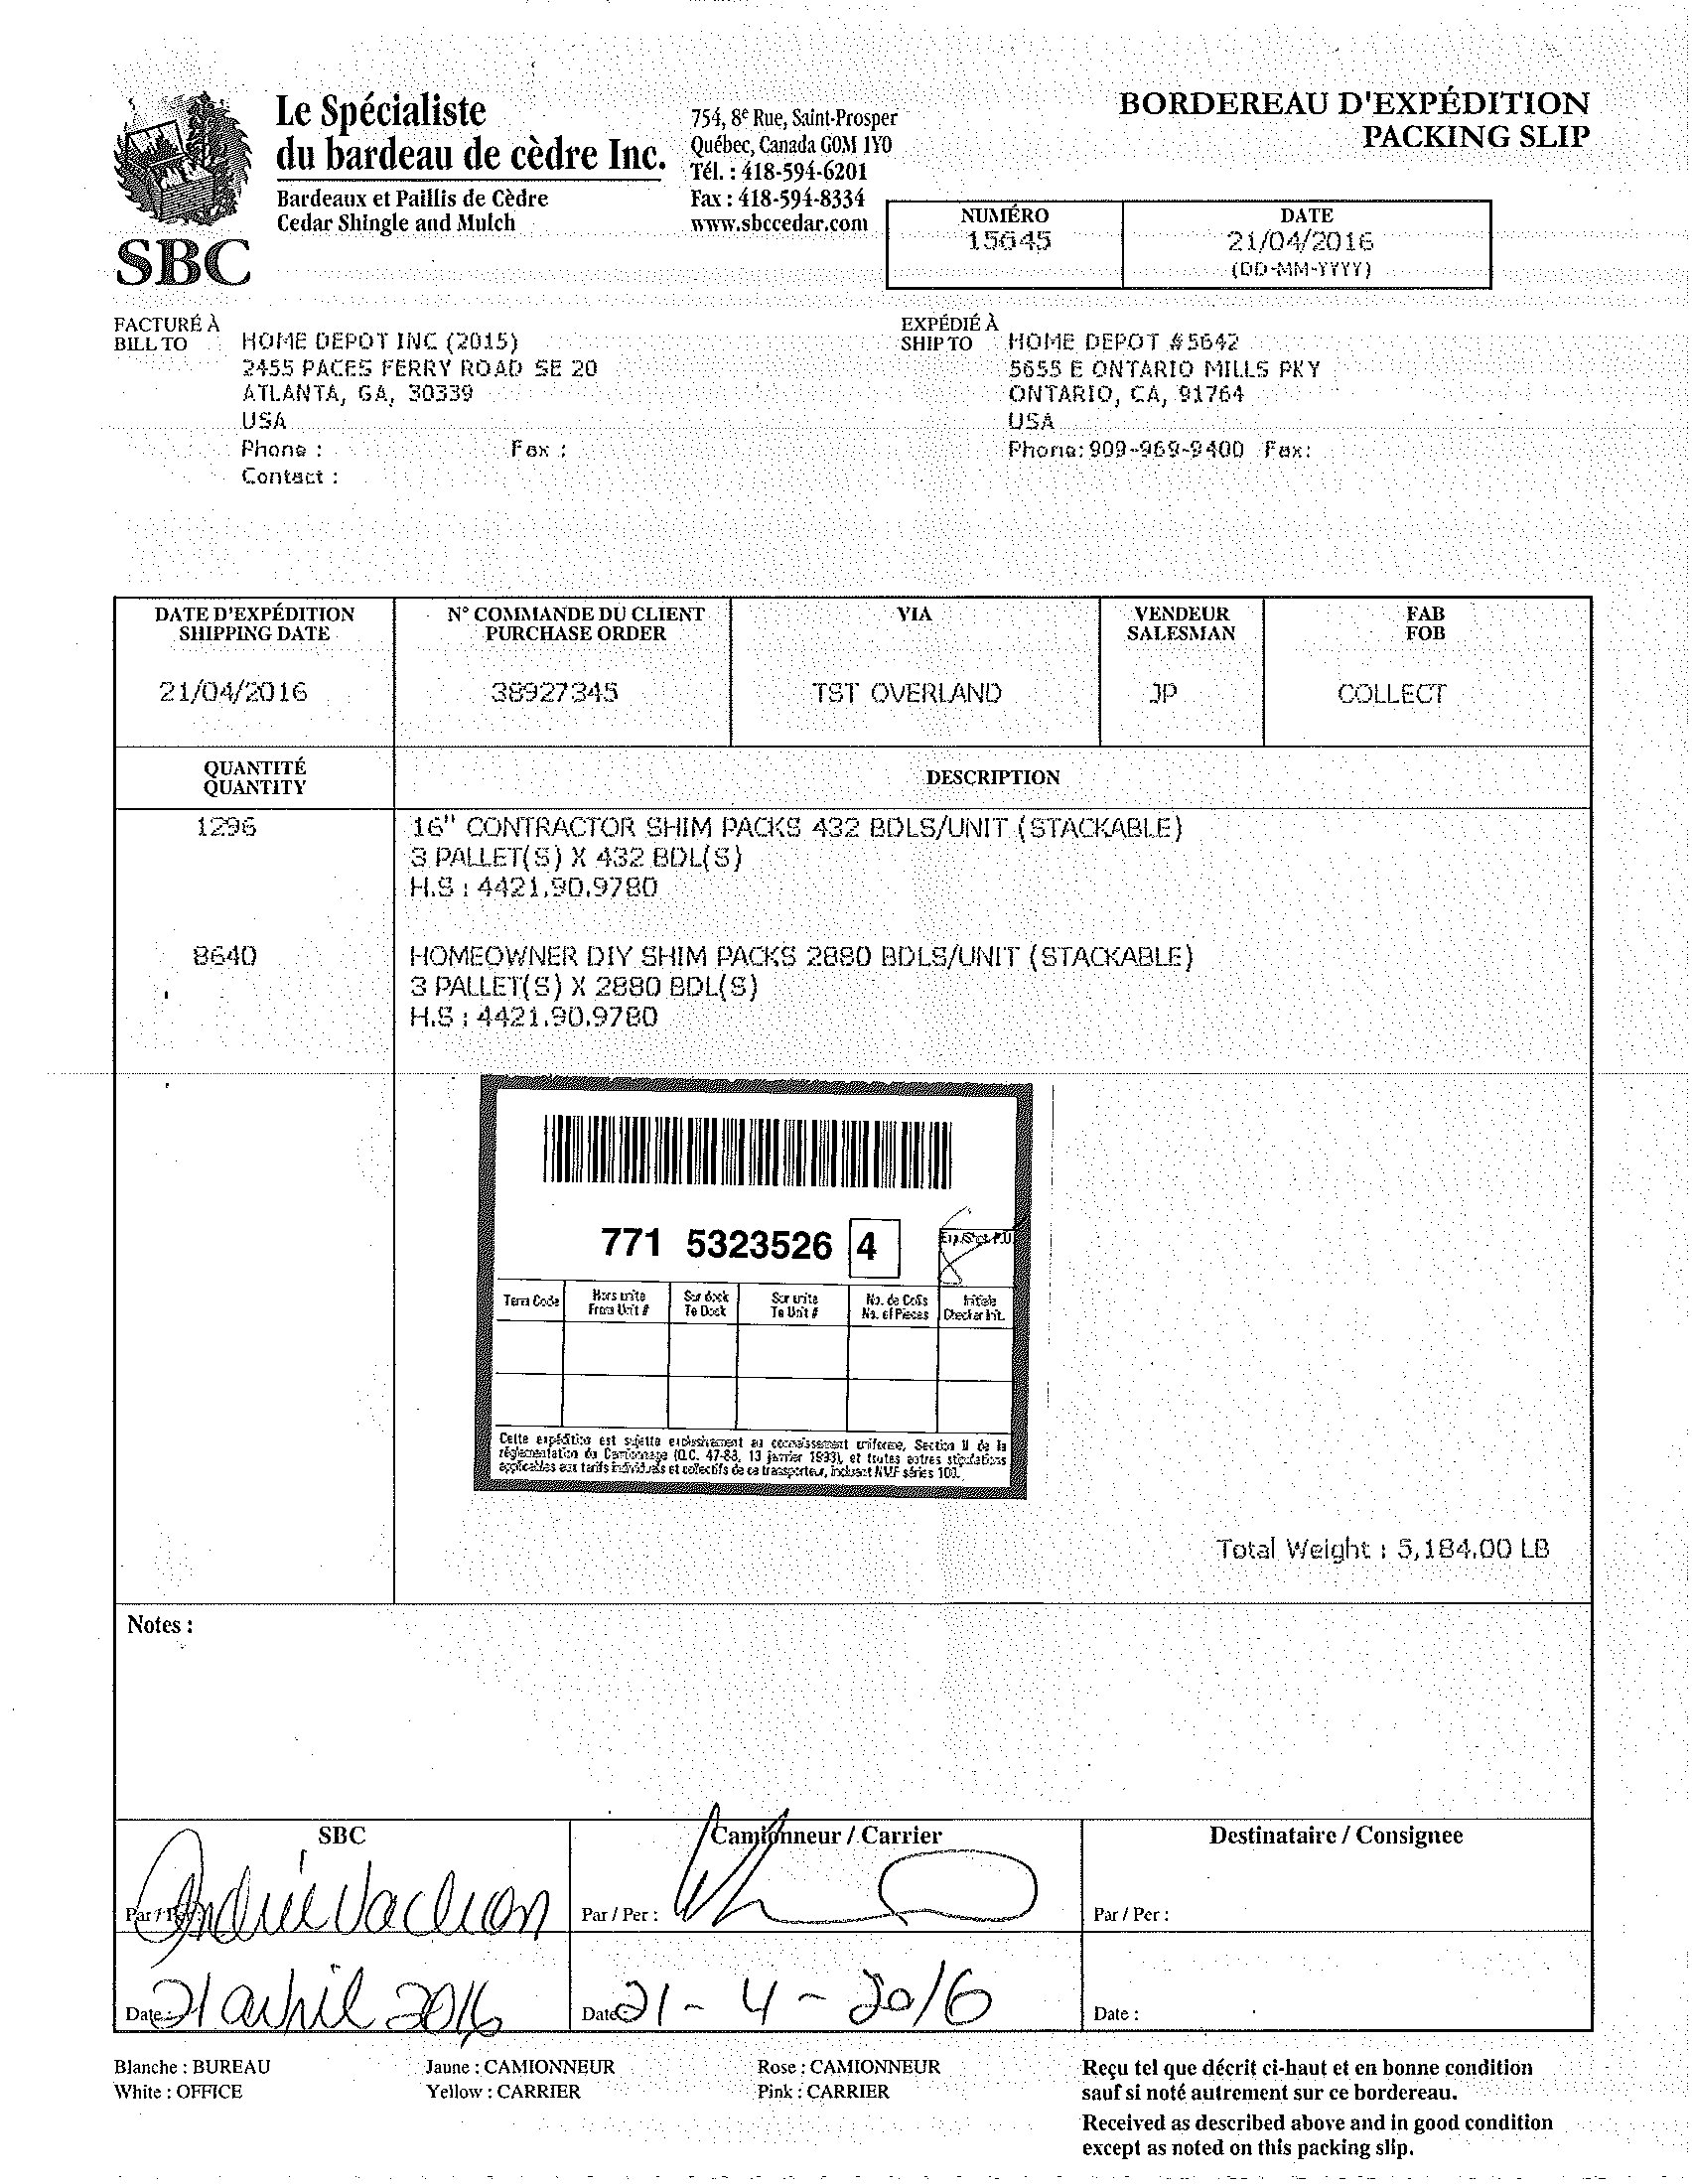 Le Spécialiste
du bardeau de cèdre Inc.
Bardeaux et Paillis de Cèdre
Cedar Shingle and Mulch
SBC
754, 8e Rue, Saint-Prosper
Québec, Canada G0M 1Y0
Tél. : 418-594-6201
Fax : 418-594-8334
www.sbccedar.com
BORDEREAU D'EXPÉDITION
PACKING SLIP
NUMÉRO DATE
15645 21/04/2016
(DD-MM-YYYY)
FACTURÉ À
BILL TO
HOME DEPOT INC (2015)
2455 PACES FERRY ROAD SE 20
ATLANTA, GA, 30339
USA
Phone : Fax :
Contact :
EXPÉDIÉ À
SHIP TO
HOME DEPOT #5642
5655 E ONTARIO MILLS PKY
ONTARIO, CA, 91764
USA
Phone: 909-969-9400 Fax:
DATE D'EXPÉDITION N° COMMANDE DU CLIENT VIA VENDEUR FAB
SHIPPING DATE PURCHASE ORDER SALESMAN FOB
21/04/2016 38927345 TST OVERLAND JP COLLECT
QUANTITÉ
QUANTITY DESCRIPTION
1296 16" CONTRACTOR SHIM PACKS 432 BDLS/UNIT (STACKABLE)
3 PALLET(S) X 432 BDL(S)
H.S : 4421.90.9780
8640 HOMEOWNER DIY SHIM PACKS 2880 BDLS/UNIT (STACKABLE)
3 PALLET(S) X 2880 BDL(S)
H.S : 4421.90.9780
771 5323526 4
Term Code Hors unite Sur dock Sur unite No. de Colis Initiale
From Unit # To Dock To Unit # No. of Pieces Checker Init.
Cette expédition est sujette exclusivement au connaissement uniforme, Section II de la
réglementation du Camionnage (Q.C. 47-88, 13 janvier 1993), et toutes autres stipulations
applicables aux tarifs individuels et collectifs de ce transporteur, incluant NMF séries 100.
Total Weight : 5,184.00 LB
Notes :
SBC Camionneur / Carrier Destinataire / Consignee
Andrée Vachon Par / Per : Par / Per :
Date : 21 avril 2016 Date : 21-4-2016 Date :
Blanche : BUREAU Jaune : CAMIONNEUR Rose : CAMIONNEUR
White : OFFICE Yellow : CARRIER Pink : CARRIER
Reçu tel que décrit ci-haut et en bonne condition
sauf si noté autrement sur ce bordereau.
Received as described above and in good condition
except as noted on this packing slip.